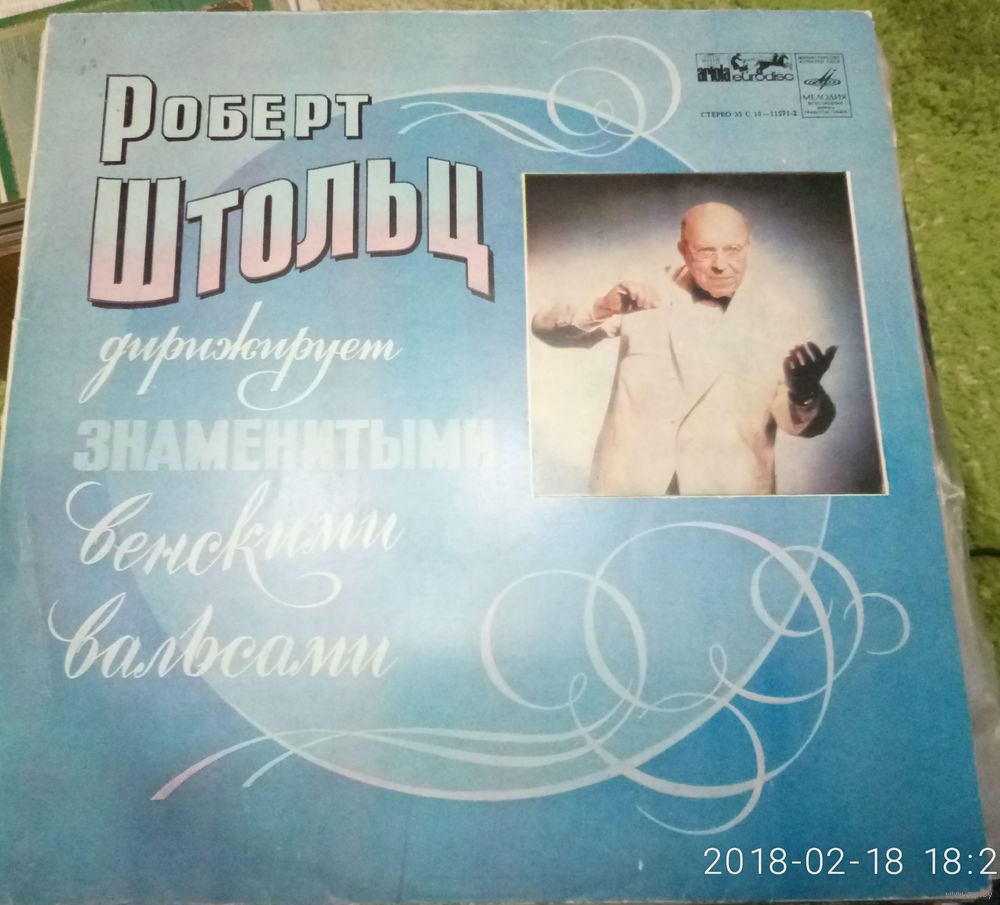 Роберт
Штольц
дирижирует
ЗНАМЕНИТЫМИ
венскими
вальсами
ariola eurodisc
МЕЛОДИЯ
СТЕРЕО 33 С 10—11571-2
2018-02-18 18:2